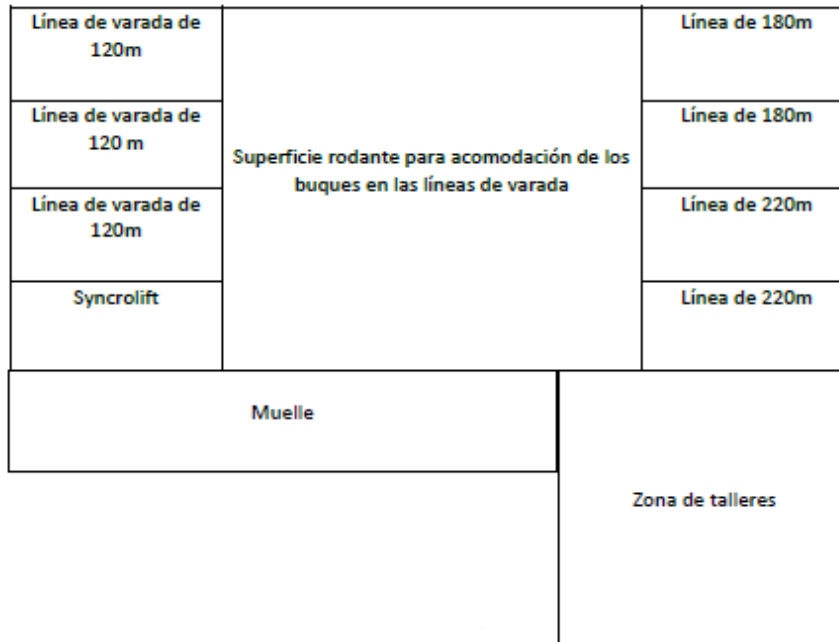 Línea de varada de
120m
Línea de 180m
Línea de varada de
120 m
Línea de 180m
Superficie rodante para acomodación de los
buques en las líneas de varada
Línea de varada de
120m
Línea de 220m
Syncrolift
Línea de 220m
Muelle
Zona de talleres